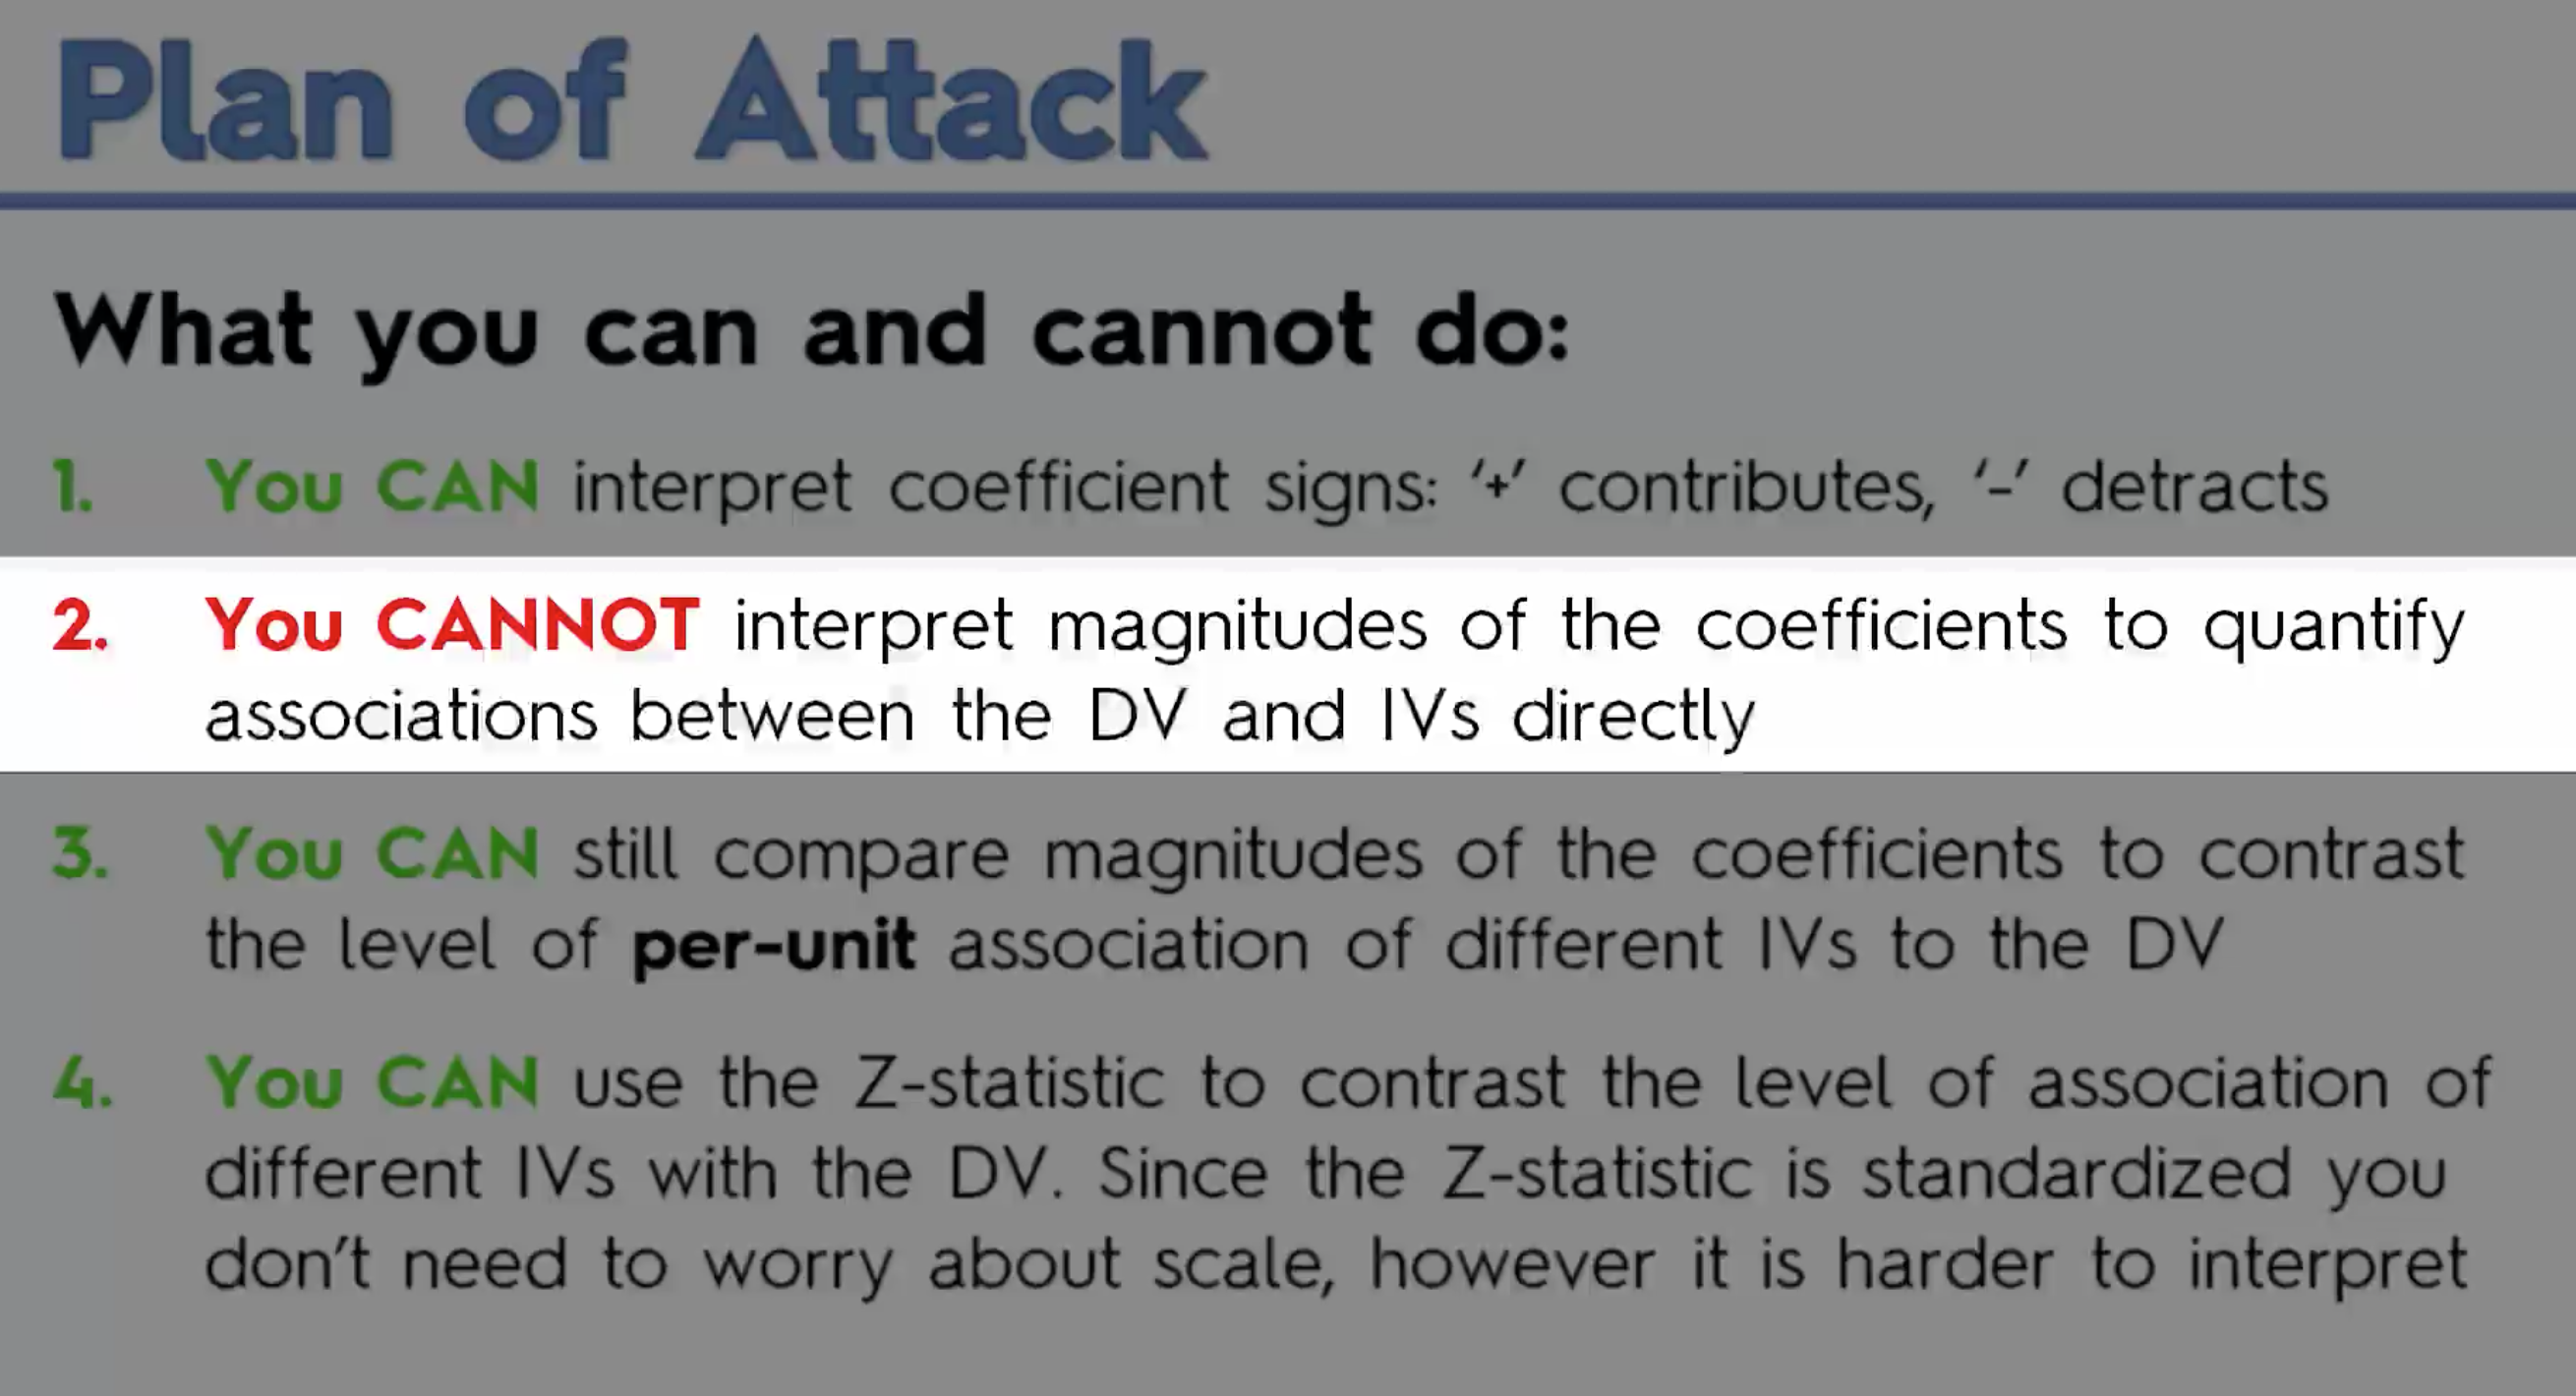 Plan of Attack
What you can and cannot do:
1. You CAN interpret coefficient signs: ‘+’ contributes, ‘-’ detracts
2. You CANNOT interpret magnitudes of the coefficients to quantify
associations between the DV and IVs directly
3. You CAN still compare magnitudes of the coefficients to contrast
the level of per-unit association of different IVs to the DV
4. You CAN use the Z-statistic to contrast the level of association of
different IVs with the DV. Since the Z-statistic is standardized you
don’t need to worry about scale, however it is harder to interpret